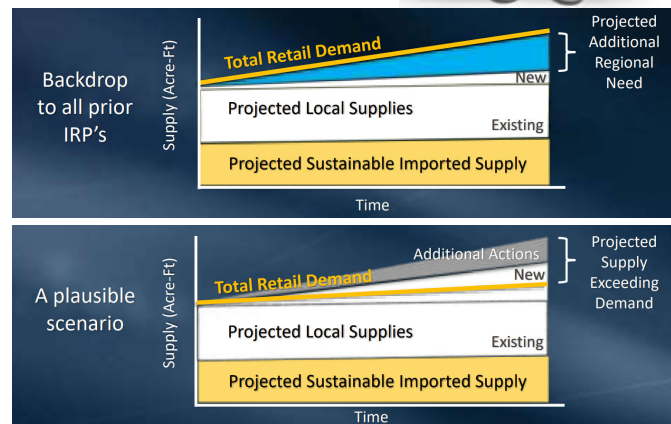 Backdrop
to all prior
IRP's
Supply (Acre-Ft)
Total Retail Demand
New
Projected Local Supplies
Existing
Projected Sustainable Imported Supply
Time
Projected
Additional
Regional
Need
A plausible
scenario
Supply (Acre-Ft)
Additional Actions
Total Retail Demand
New
Projected Local Supplies
Existing
Projected Sustainable Imported Supply
Time
Projected
Supply
Exceeding
Demand